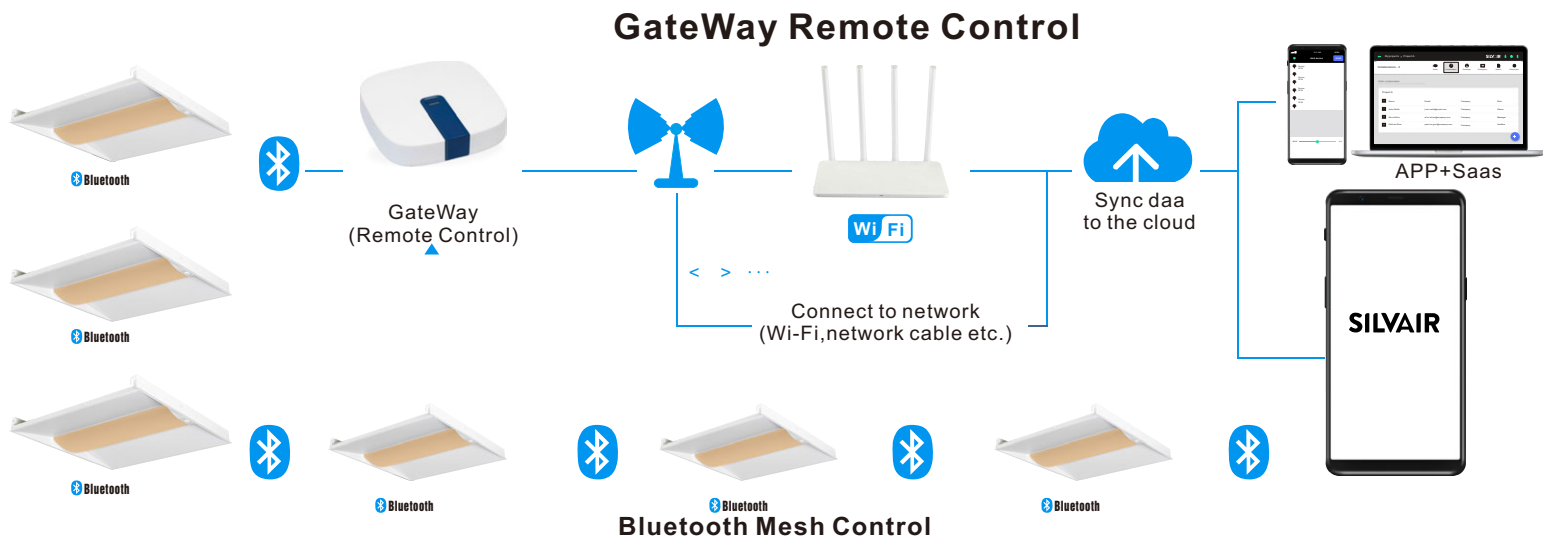 GateWay Remote Control
SILVAIR
APP+Saas
Bluetooth
GateWay
(Remote Control)
Wi Fi
Sync daa
to the cloud
< > ···
Connect to network
(Wi-Fi,network cable etc.)
Bluetooth
SILVAIR
Bluetooth
Bluetooth
Bluetooth
Bluetooth
Bluetooth Mesh Control